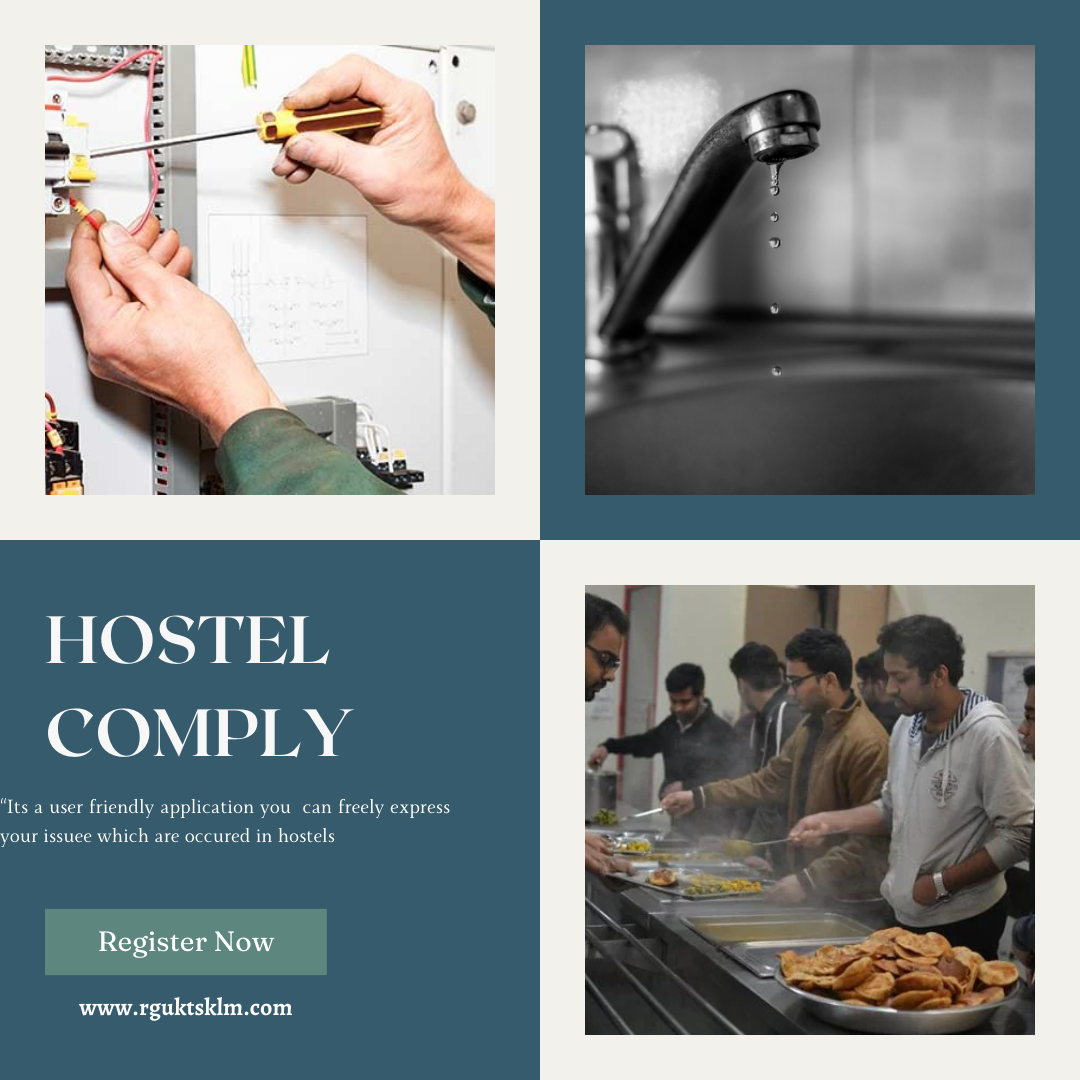 HOSTEL
COMPLY
“Its a user friendly application you  can freely express
your issuee which are occured in hostels
Register Now
www.rguktsklm.com